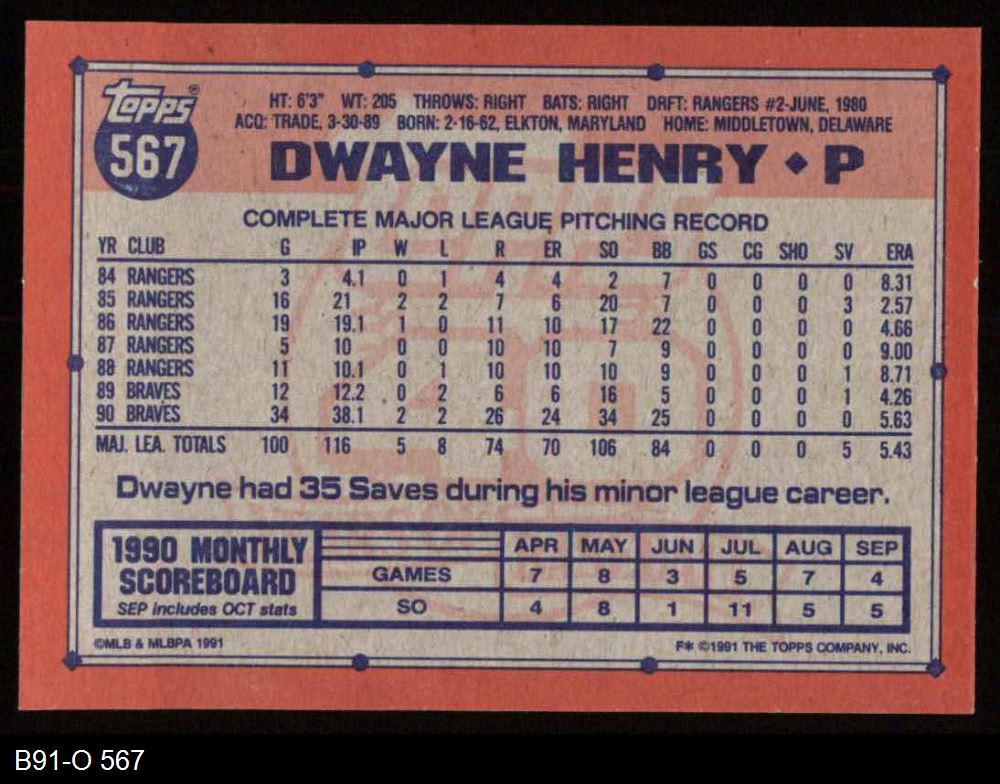 Topps®
567
HT: 6'3" WT: 205 THROWS: RIGHT BATS: RIGHT DRFT: RANGERS #2-JUNE, 1980
ACQ: TRADE, 3-30-89 BORN: 2-16-62, ELKTON, MARYLAND HOME: MIDDLETOWN, DELAWARE
DWAYNE HENRY ◆ P
COMPLETE MAJOR LEAGUE PITCHING RECORD
YR CLUB G IP W L R ER SO BB GS CG SHO SV ERA
84 RANGERS 3 4.1 0 1 4 4 2 7 0 0 0 0 8.31
85 RANGERS 16 21 2 2 7 6 20 7 0 0 0 3 2.57
86 RANGERS 19 19.1 1 0 11 10 17 22 0 0 0 0 4.66
87 RANGERS 5 10 0 0 10 10 7 9 0 0 0 0 9.00
88 RANGERS 11 10.1 0 1 10 10 10 9 0 0 0 1 8.71
89 BRAVES 12 12.2 0 2 6 6 16 5 0 0 0 1 4.26
90 BRAVES 34 38.1 2 2 26 24 34 25 0 0 0 0 5.63
MAJ. LEA. TOTALS 100 116 5 8 74 70 106 84 0 0 0 5 5.43
Dwayne had 35 Saves during his minor league career.
1990 MONTHLY SCOREBOARD
SEP includes OCT stats
APR MAY JUN JUL AUG SEP
GAMES 7 8 3 5 7 4
SO 4 8 1 11 5 5
©MLB & MLBPA 1991
F* ©1991 THE TOPPS COMPANY, INC.
B91-O 567